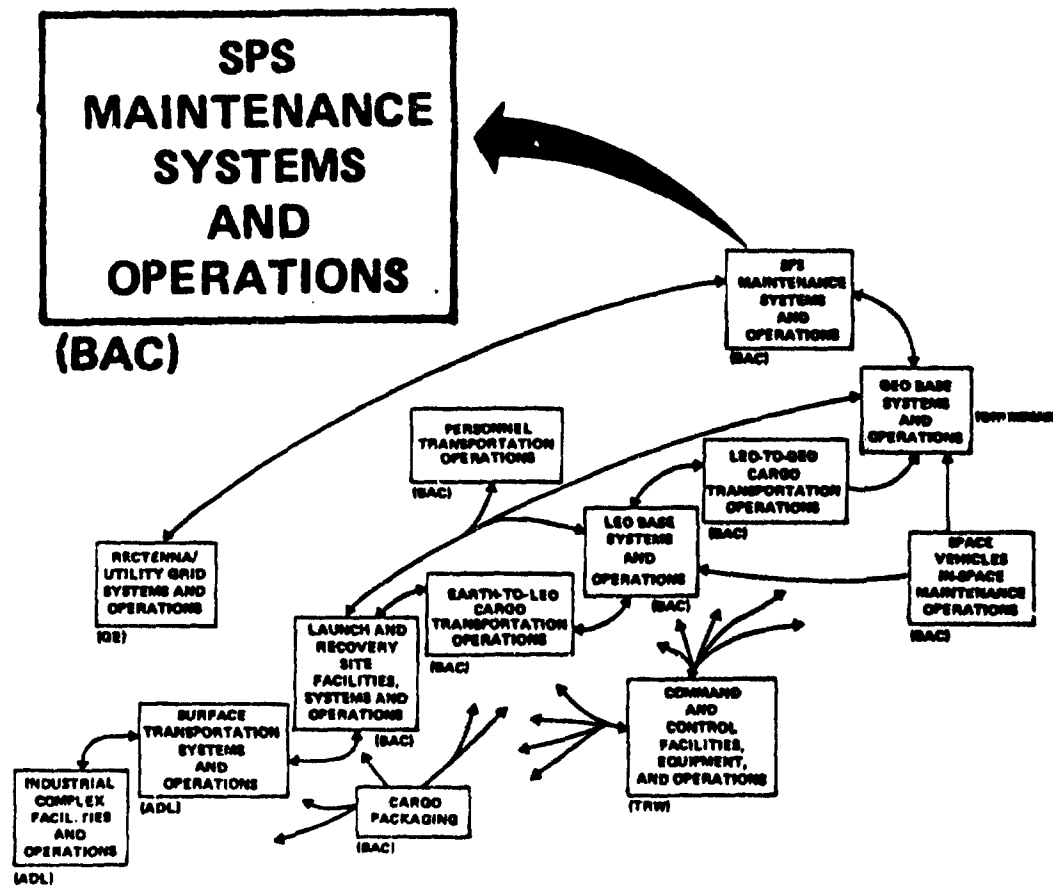 SPS
MAINTENANCE
SYSTEMS
AND
OPERATIONS
(BAC)
SPS
MAINTENANCE
SYSTEMS
AND
OPERATIONS
(BAC)
GEO BASE
SYSTEMS
AND
OPERATIONS
PERSONNEL
TRANSPORTATION
OPERATIONS
(BAC)
LEO-TO-GEO
CARGO
TRANSPORTATION
OPERATIONS
(BAC)
LEO BASE
SYSTEMS
AND
OPERATIONS
(BAC)
SPACE
VEHICLES
IN-SPACE
MAINTENANCE
OPERATIONS
(BAC)
RECTENNA/
UTILITY GRID
SYSTEMS AND
OPERATIONS
(GE)
EARTH-TO-LEO
CARGO
TRANSPORTATION
OPERATIONS
(BAC)
LAUNCH AND
RECOVERY
SITE
FACILITIES,
SYSTEMS AND
OPERATIONS
(BAC)
COMMAND
AND
CONTROL
FACILITIES,
EQUIPMENT,
AND OPERATIONS
(TRW)
SURFACE
TRANSPORTATION
SYSTEMS
AND
OPERATIONS
(ADL)
INDUSTRIAL
COMPLEX
FACIL. TIES
AND
OPERATIONS
(ADL)
CARGO
PACKAGING
(BAC)